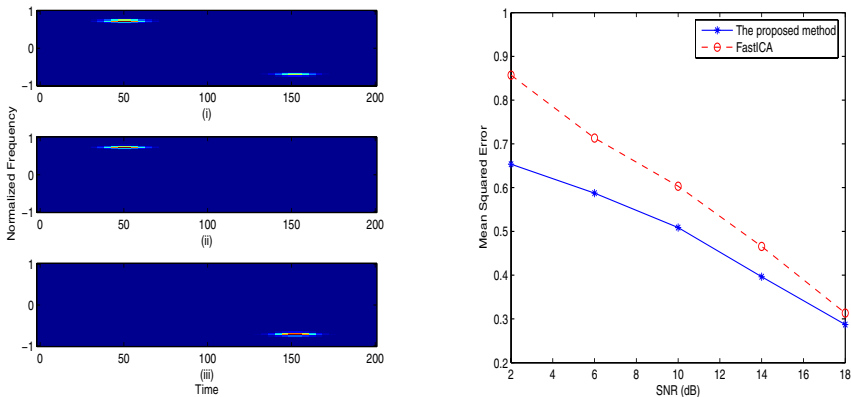 1
0
−1
0 50 100 150 200
(i)
1
0
−1
0 50 100 150 200
(ii)
1
0
−1
0 50 100 150 200
(iii)
Time
Normalized Frequency
1
0.9
0.8
0.7
0.6
0.5
0.4
0.3
0.2
2 4 6 8 10 12 14 16 18
SNR (dB)
Mean Squared Error
The proposed method
FastICA